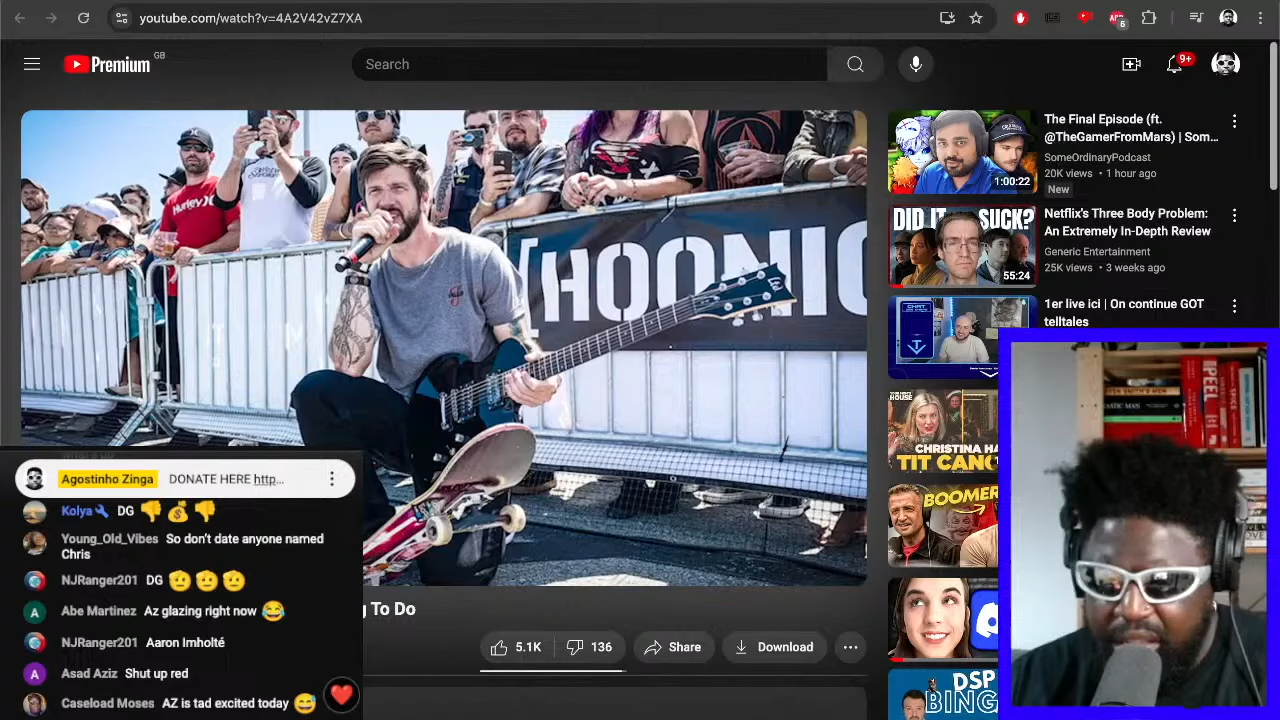 youtube.com/watch?v=4A2V42vZ7XA
6
Premium
GB
Search
9+
HURLEY
[HOONIG
To Do
5.1K
136
Share
Download
The Final Episode (ft.
@TheGamerFromMars) | Som...
SomeOrdinaryPodcast
20K views • 1 hour ago
New
1:00:22
DID IT SUCK?
55:24
Netflix's Three Body Problem:
An Extremely In-Depth Review
Generic Entertainment
25K views • 3 weeks ago
1er live ici | On continue GOT
telltales
CHAT
HOUSE
CHRISTINA HA
TIT CANC
BOOMER
DSP
BING
Agostinho Zinga DONATE HERE http...
Kolya🔧 DG 👎💰👎
Young_Old_Vibes So don't date anyone named
Chris
NJRanger201 DG 🫡🫡🫡
Abe Martinez Az glazing right now 😂
NJRanger201 Aaron Imholté
Asad Aziz Shut up red
Caseload Moses AZ is tad excited today 😅